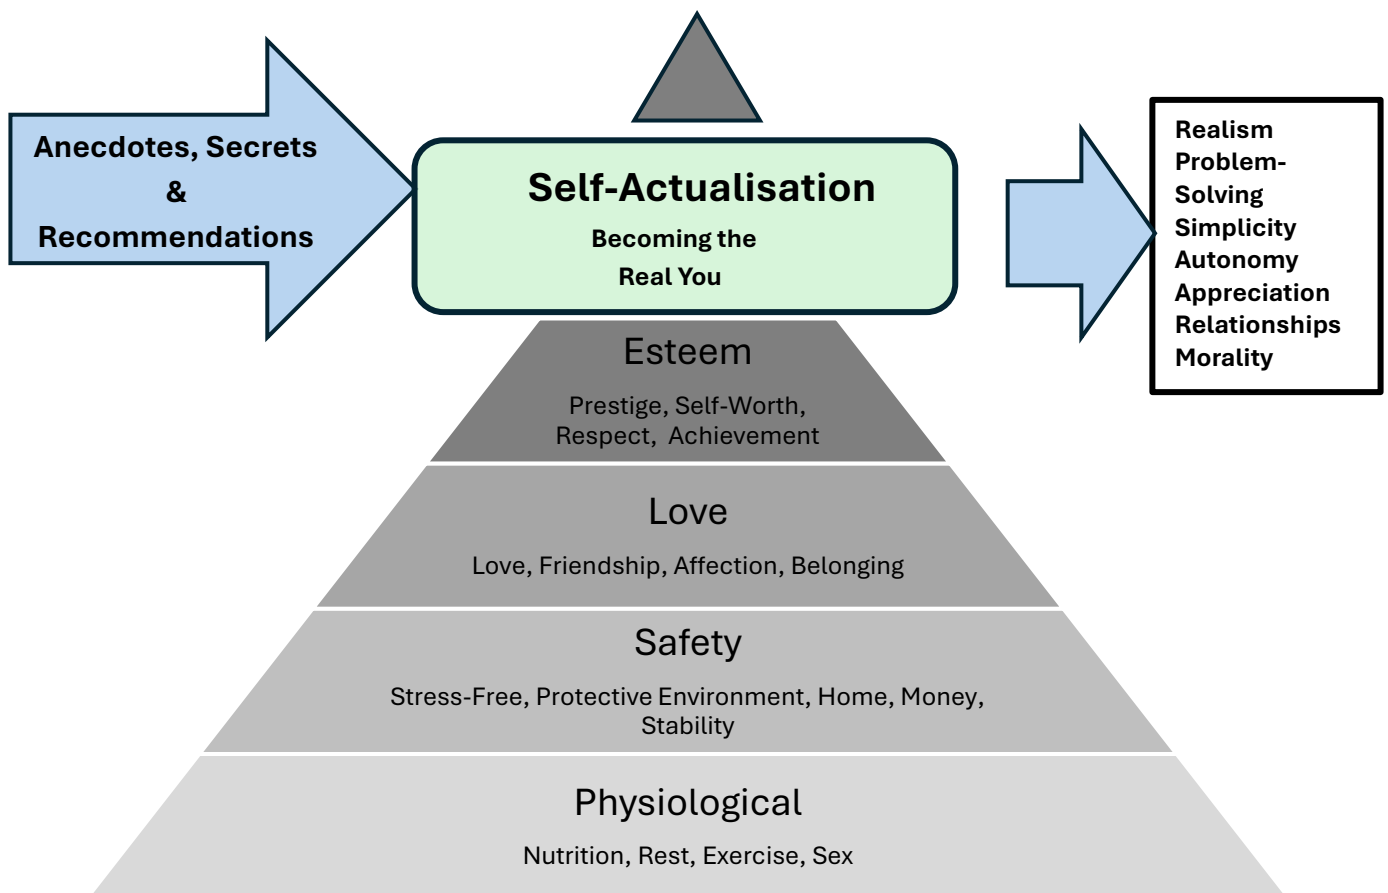 Anecdotes, Secrets
&
Recommendations
Self-Actualisation
Becoming the
Real You
Realism
Problem-
Solving
Simplicity
Autonomy
Appreciation
Relationships
Morality
Esteem
Prestige, Self-Worth,
Respect, Achievement
Love
Love, Friendship, Affection, Belonging
Safety
Stress-Free, Protective Environment, Home, Money,
Stability
Physiological
Nutrition, Rest, Exercise, Sex